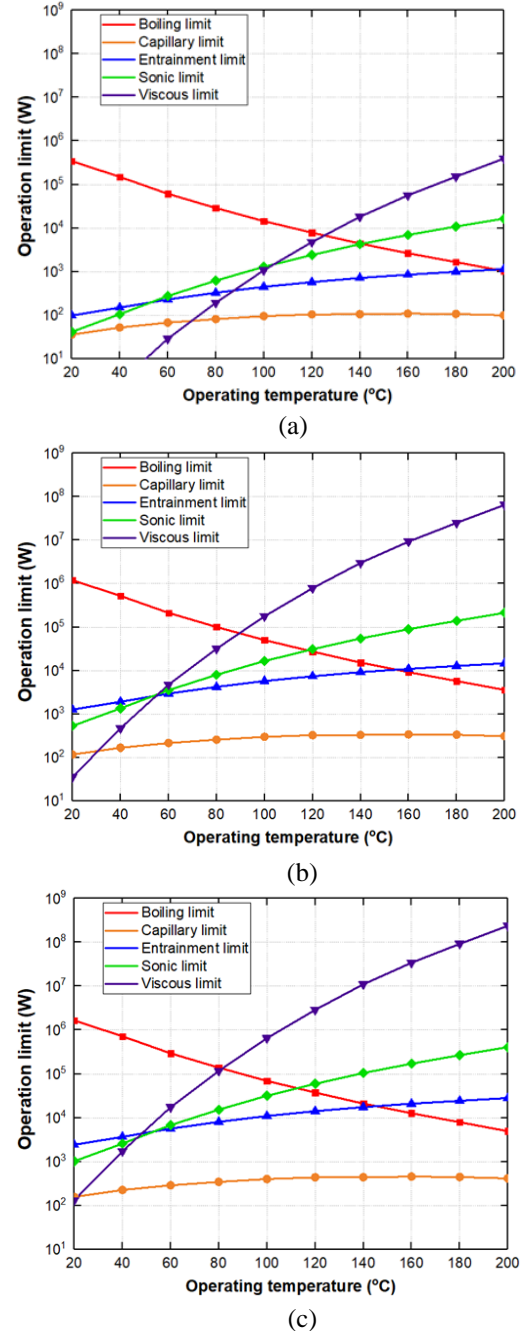 10⁹
10⁸
10⁷
10⁶
10⁵
10⁴
10³
10²
10¹
Operation limit (W)
Boiling limit
Capillary limit
Entrainment limit
Sonic limit
Viscous limit
20 40 60 80 100 120 140 160 180 200
Operating temperature (°C)
(a)
10⁹
10⁸
10⁷
10⁶
10⁵
10⁴
10³
10²
10¹
Operation limit (W)
Boiling limit
Capillary limit
Entrainment limit
Sonic limit
Viscous limit
20 40 60 80 100 120 140 160 180 200
Operating temperature (°C)
(b)
10⁹
10⁸
10⁷
10⁶
10⁵
10⁴
10³
10²
10¹
Operation limit (W)
Boiling limit
Capillary limit
Entrainment limit
Sonic limit
Viscous limit
20 40 60 80 100 120 140 160 180 200
Operating temperature (°C)
(c)